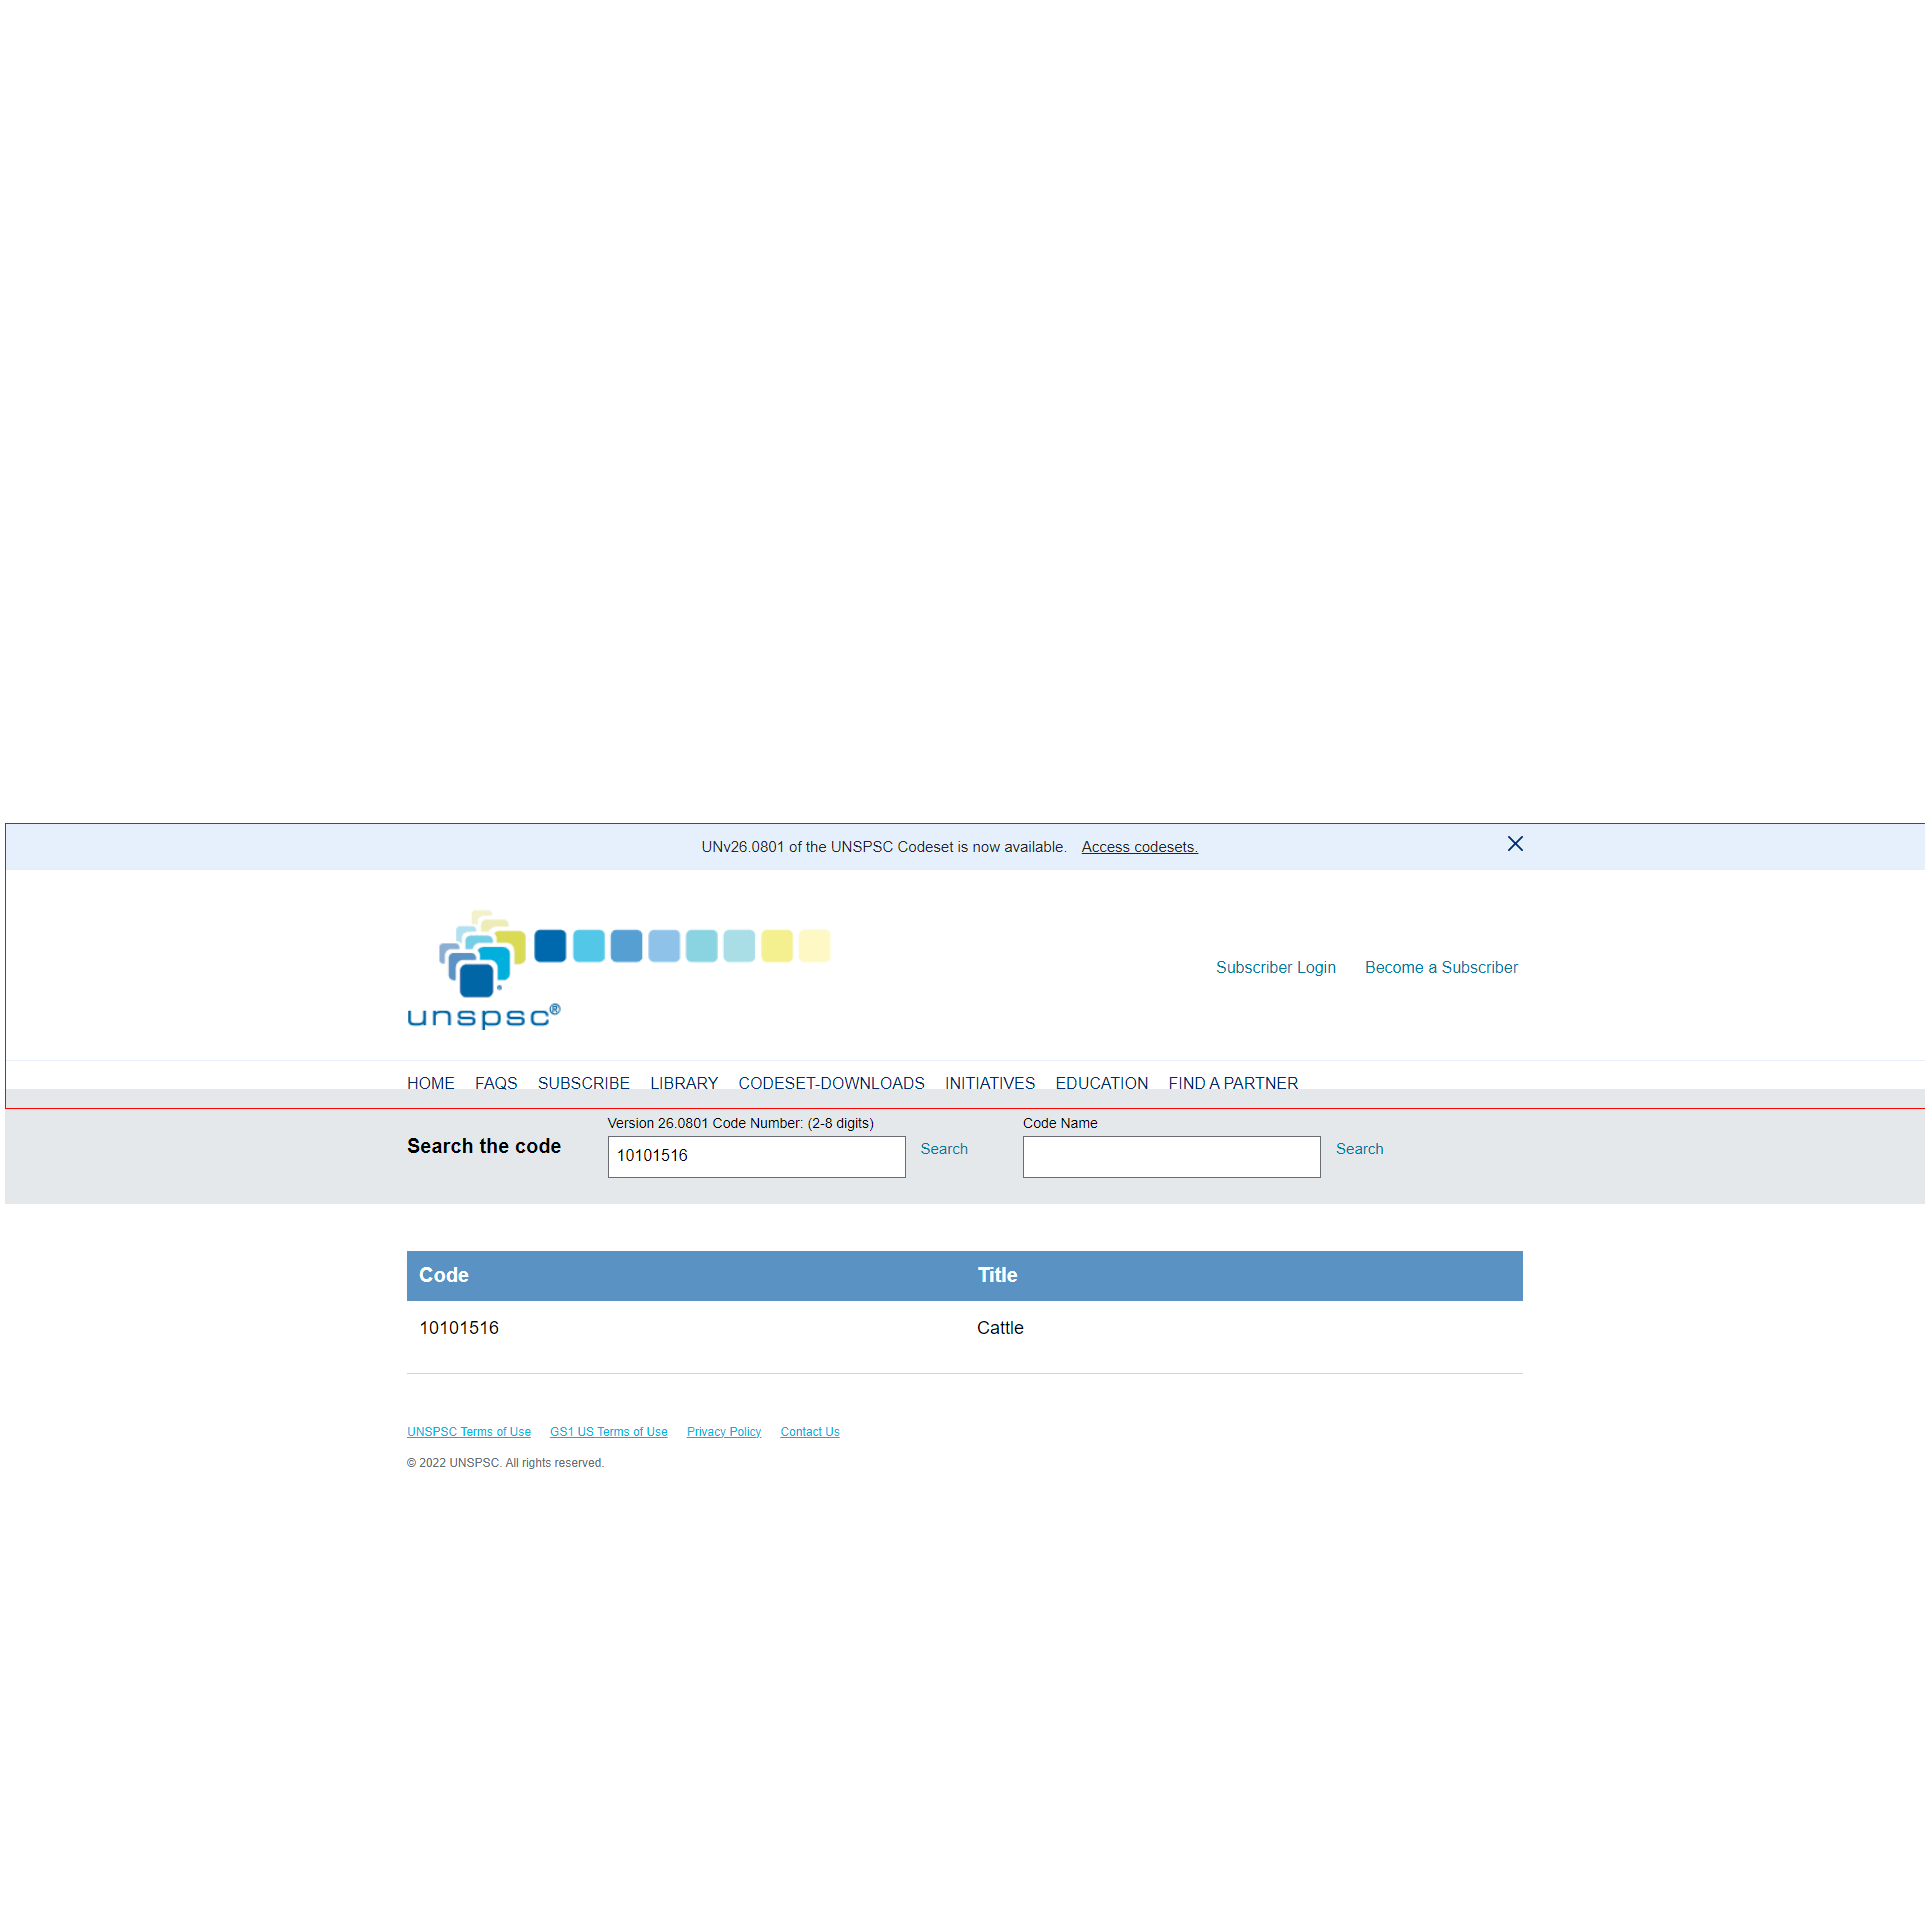 UNv26.0801 of the UNSPSC Codeset is now available. Access codesets.
unspsc®
Subscriber Login Become a Subscriber
HOME FAQS SUBSCRIBE LIBRARY CODESET-DOWNLOADS INITIATIVES EDUCATION FIND A PARTNER
Search the code
Version 26.0801 Code Number: (2-8 digits)
10101516
Search
Code Name
Search
Code Title
10101516 Cattle
UNSPSC Terms of Use GS1 US Terms of Use Privacy Policy Contact Us
© 2022 UNSPSC. All rights reserved.